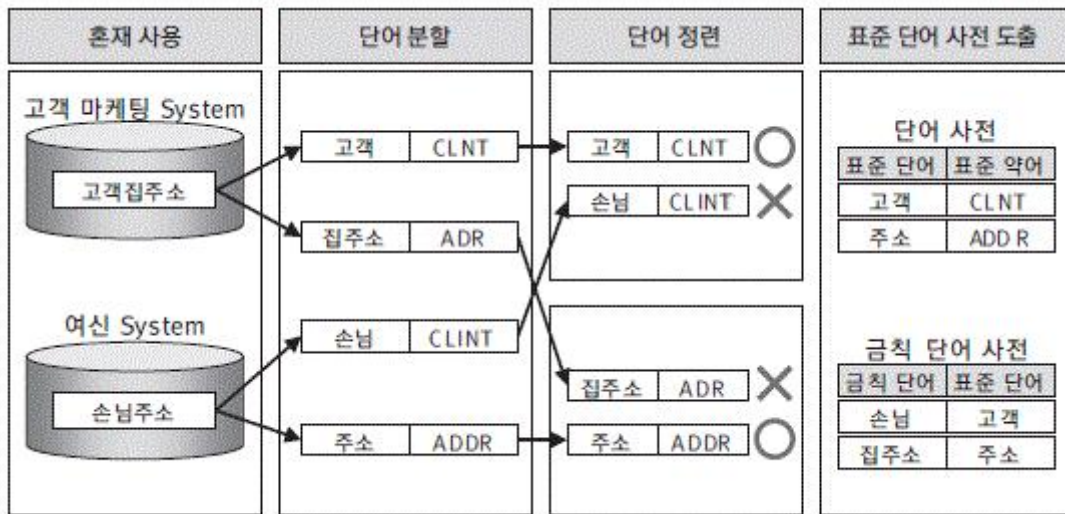 혼재 사용
단어 분할
단어 정련
표준 단어 사전 도출
고객 마케팅 System
고객집주소
여신 System
손님주소
고객 CLNT
집주소 ADR
손님 CLINT
주소 ADDR
고객 CLNT
손님 CLINT
집주소 ADR
주소 ADDR
단어 사전
표준 단어 표준 약어
고객 CLNT
주소 ADD R
금칙 단어 사전
금칙 단어 표준 단어
손님 고객
집주소 주소